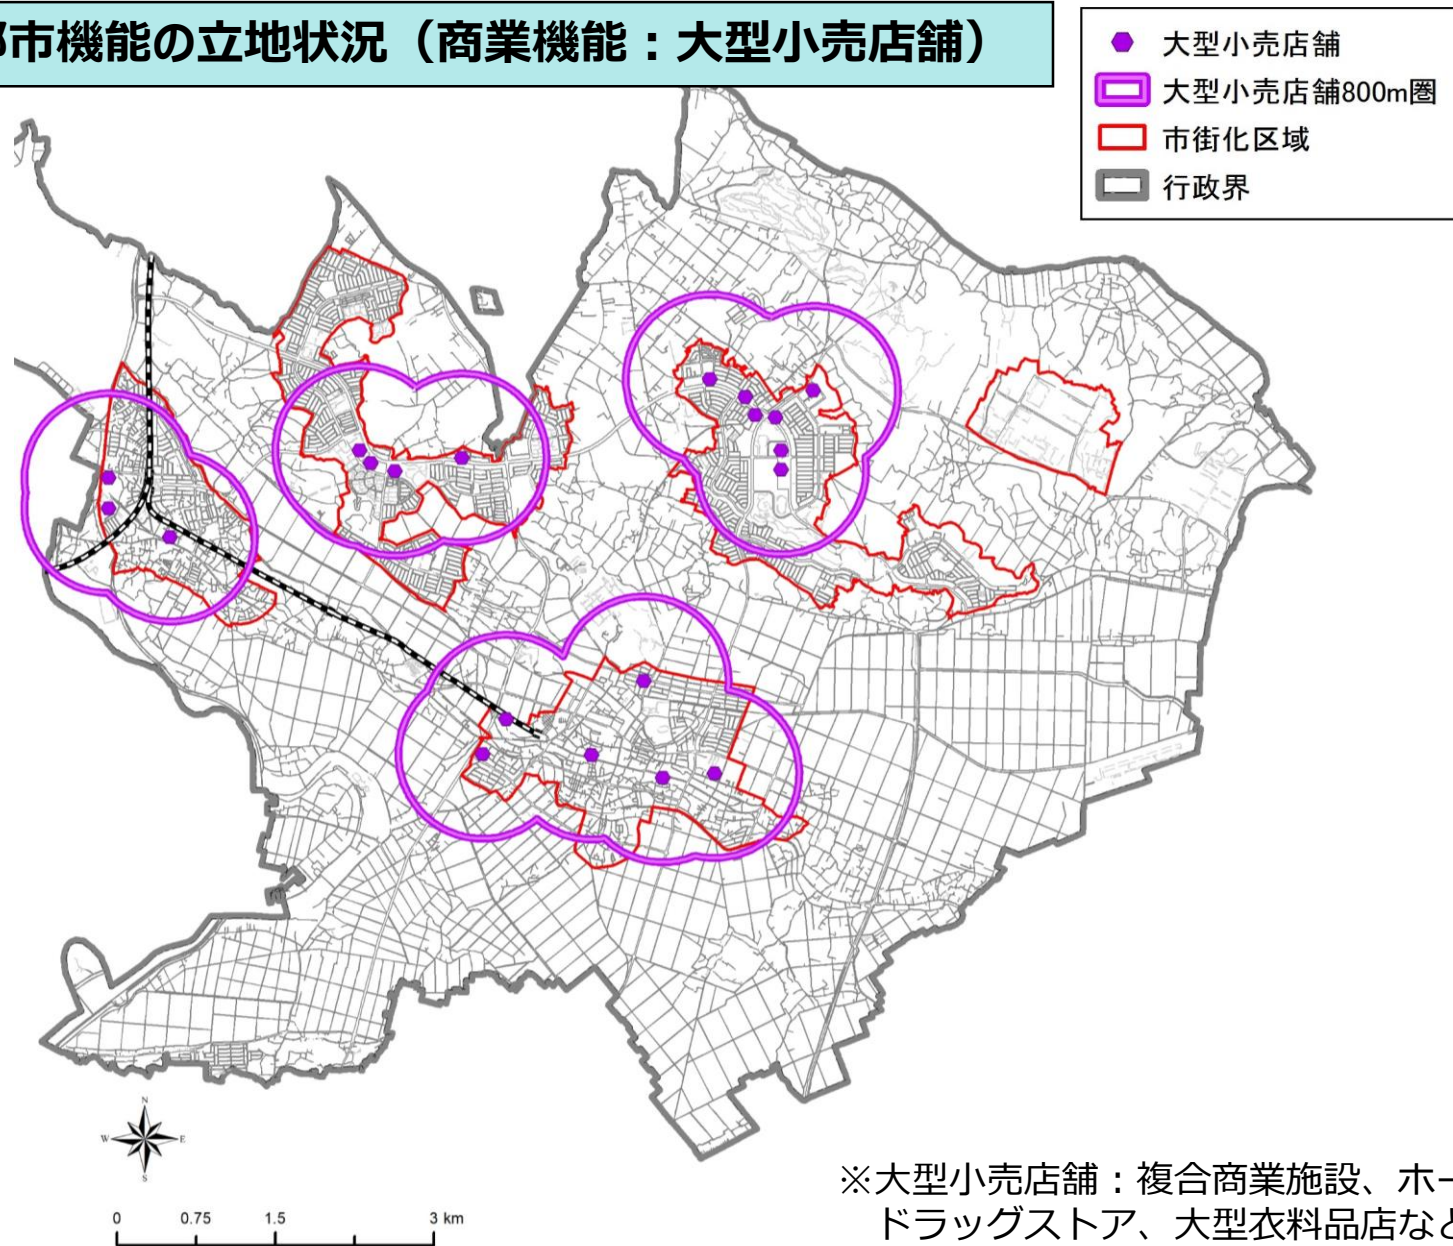 都市機能の立地状況（商業機能：大型小売店舗）
大型小売店舗
大型小売店舗800m圏
市街化区域
行政界
N
W E
S
0 0.75 1.5 3 km
※大型小売店舗：複合商業施設、ホー
ドラッグストア、大型衣料品店など